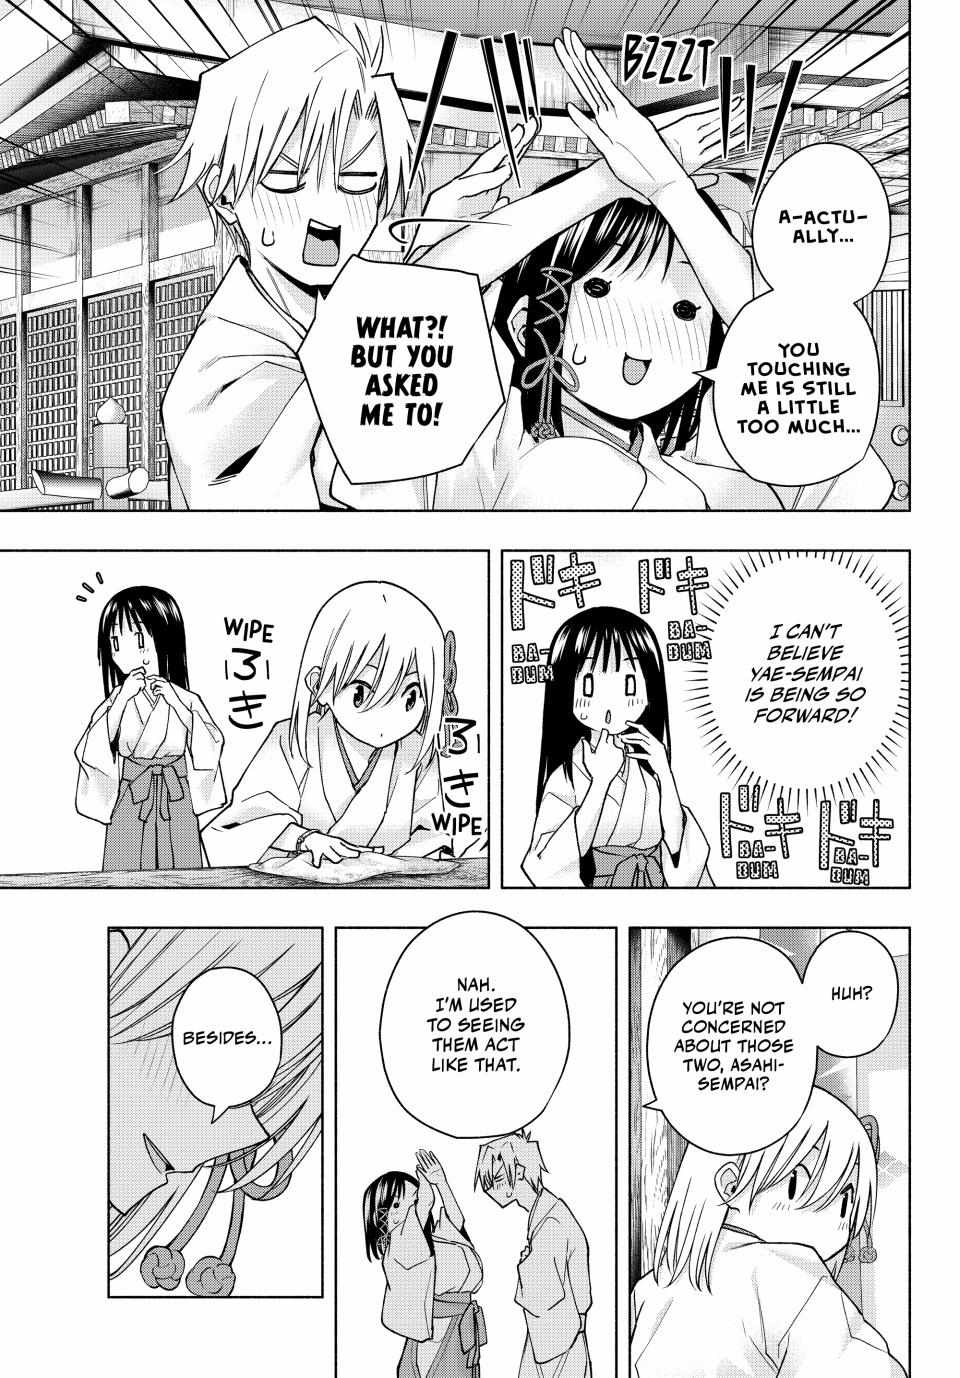 BZZZT
A-ACTU-
ALLY...
YOU
TOUCHING
ME IS STILL
A LITTLE
TOO MUCH...
WHAT?!
BUT YOU
ASKED
ME TO!
I CAN'T
BELIEVE
YAE-SEMPAI
IS BEING SO
FORWARD!
ドキ
BA-
DUM
ドキ
BA-
DUM
ドキ
BA-
DUM
ドキ
BA-
DUM
WIPE
ふき
ふき
WIPE
HUH?
YOU'RE NOT
CONCERNED
ABOUT THOSE
TWO, ASAHI-
SEMPAI?
NAH.
I'M USED
TO SEEING
THEM ACT
LIKE THAT.
BESIDES...